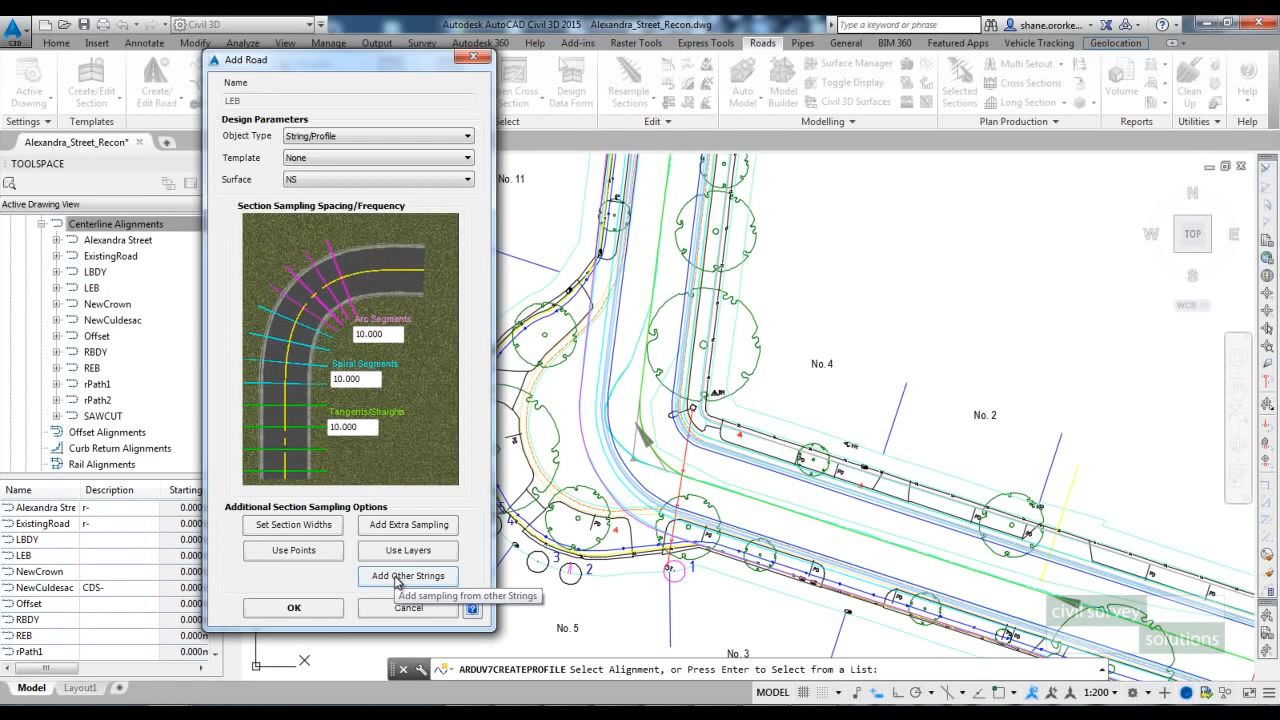 Civil 3D
Autodesk AutoCAD Civil 3D 2015 Alexandra_Street_Recon.dwg
Type a keyword or phrase
shane.ororke...
C3D
Home Insert Annotate Modify Analyze View Manage Output Survey Autodesk 360 Help Add-ins Raster Tools Express Tools Roads Pipes General BIM 360 Featured Apps Vehicle Tracking Geolocation
Active Drawing
Create/Edit Section
Create/ Edit Road
Cross
Design Data Form
Resample Sections
Auto Model
Model Builder
Surface Manager
Toggle Display
Civil 3D Surfaces
Selected Sections
Multi Setout
Cross Sections
Long Section
Volume
Clean Up
Help
Settings Templates Select Edit Modelling Plan Production Reports Utilities Help
Alexandra_Street_Recon*
TOOLSPACE
Active Drawing View
Centerline Alignments
Alexandra Street
ExistingRoad
LBDY
LEB
NewCrown
NewCuldesac
Offset
RBDY
REB
rPath1
rPath2
SAWCUT
Offset Alignments
Curb Return Alignments
Rail Alignments
Name Description Starting
Alexandra Stre r- 0.000
ExistingRoad r- 0.000
LBDY 0.000
LEB 0.000
NewCrown 0.000
NewCuldesac CDS- 0.000
Offset 0.000
RBDY 0.000
REB 0.000
rPath1 0.000m
Model Layout1
Add Road
Name
LEB
Design Parameters
Object Type String/Profile
Template None
Surface NS
Section Sampling Spacing/Frequency
Arc Segments
10.000
Spiral Segments
10.000
Tangents/Straights
10.000
Additional Section Sampling Options
Set Section Widths Add Extra Sampling
Use Points Use Layers
Add Other Strings
Add sampling from other Strings
OK Cancel
No. 11
No. 4
No. 2
No. 5
No. 3
4
4
4
4
3
2
1
1
N
W TOP E
S
WCS
civil survey
solutions
X
ARDUV7CREATEPROFILE Select Alignment, or Press Enter to Select from a List:
MODEL
1:200